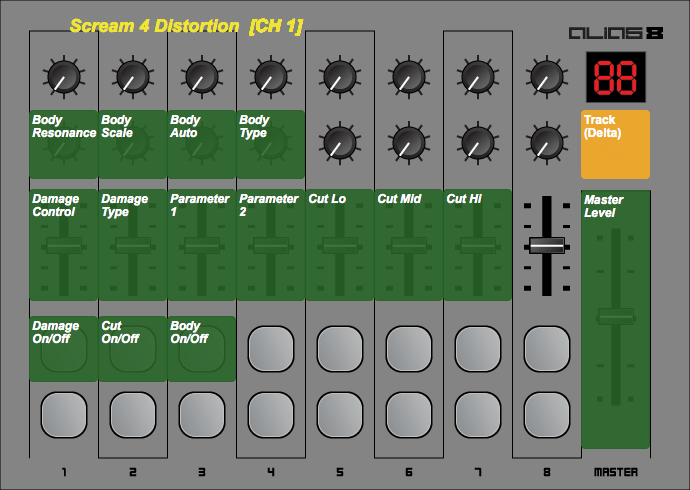 Scream 4 Distortion [CH 1]
ALIAS 8
88
Body
Resonance
Body
Scale
Body
Auto
Body
Type
Track
(Delta)
Damage
Control
Damage
Type
Parameter
1
Parameter
2
Cut Lo
Cut Mid
Cut Hi
Master
Level
Damage
On/Off
Cut
On/Off
Body
On/Off
1 2 3 4 5 6 7 8 MASTER